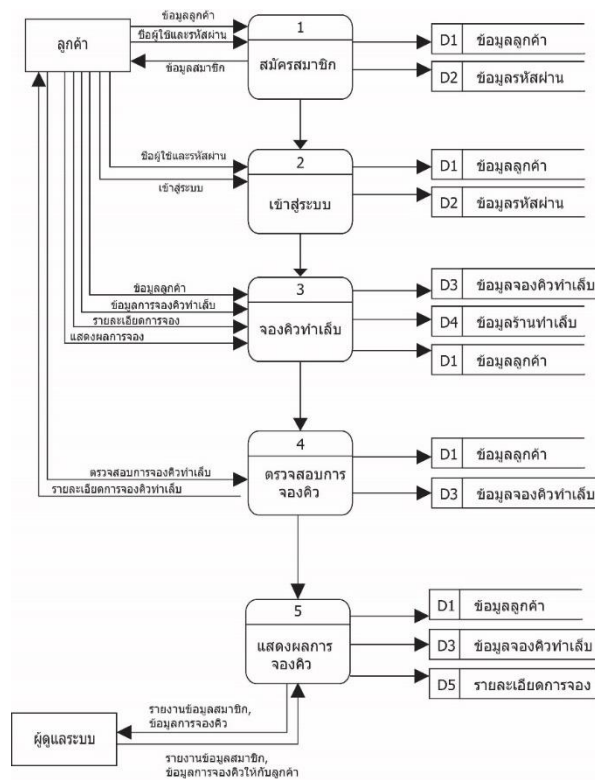 ลูกค้า
ข้อมูลลูกค้า
ชื่อผู้ใช้และรหัสผ่าน
ข้อมูลสมาชิก
1
สมัครสมาชิก
D1 ข้อมูลลูกค้า
D2 ข้อมูลรหัสผ่าน
ชื่อผู้ใช้และรหัสผ่าน
เข้าสู่ระบบ
2
เข้าสู่ระบบ
D1 ข้อมูลลูกค้า
D2 ข้อมูลรหัสผ่าน
ข้อมูลลูกค้า
ข้อมูลการจองคิวทำเล็บ
รายละเอียดการจอง
แสดงผลการจอง
3
จองคิวทำเล็บ
D3 ข้อมูลจองคิวทำเล็บ
D4 ข้อมูลร้านทำเล็บ
D1 ข้อมูลลูกค้า
ตรวจสอบการจองคิวทำเล็บ
รายละเอียดการจองคิวทำเล็บ
4
ตรวจสอบการ
จองคิว
D1 ข้อมูลลูกค้า
D3 ข้อมูลจองคิวทำเล็บ
5
แสดงผลการ
จองคิว
D1 ข้อมูลลูกค้า
D3 ข้อมูลจองคิวทำเล็บ
D5 รายละเอียดการจอง
ผู้ดูแลระบบ
รายงานข้อมูลสมาชิก,
ข้อมูลการจองคิว
รายงานข้อมูลสมาชิก,
ข้อมูลการจองคิวให้กับลูกค้า